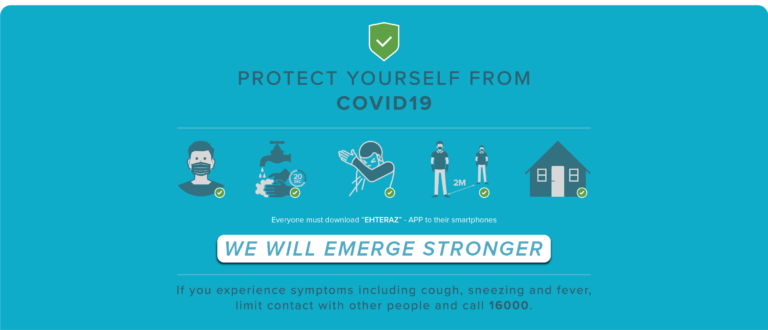 PROTECT YOURSELF FROM
COVID19
20
SEC
2M
Everyone must download "EHTERAZ" - APP to their smartphones
WE WILL EMERGE STRONGER
If you experience symptoms including cough, sneezing and fever,
limit contact with other people and call 16000.